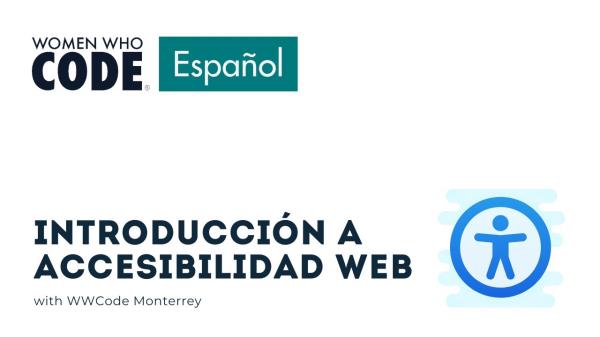 WOMEN WHO
CODE®
Español
INTRODUCCIÓN A
ACCESIBILIDAD WEB
with WWCode Monterrey